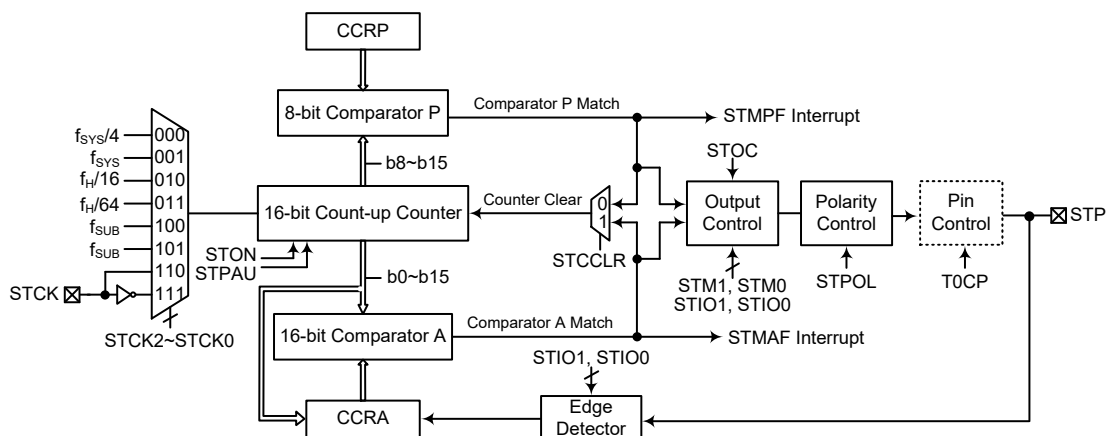 CCRP
8-bit Comparator P
Comparator P Match
STMPF Interrupt
b8~b15
fSYS/4
000
fSYS
001
fH/16
010
fH/64
011
fSUB
100
fSUB
101
110
111
STCK
STCK2~STCK0
16-bit Count-up Counter
STON
STPAU
Counter Clear
0
1
STCCLR
STOC
Output
Control
STM1, STM0
STIO1, STIO0
Polarity
Control
STPOL
Pin
Control
T0CP
STP
b0~b15
16-bit Comparator A
Comparator A Match
STMAF Interrupt
STIO1, STIO0
CCRA
Edge
Detector